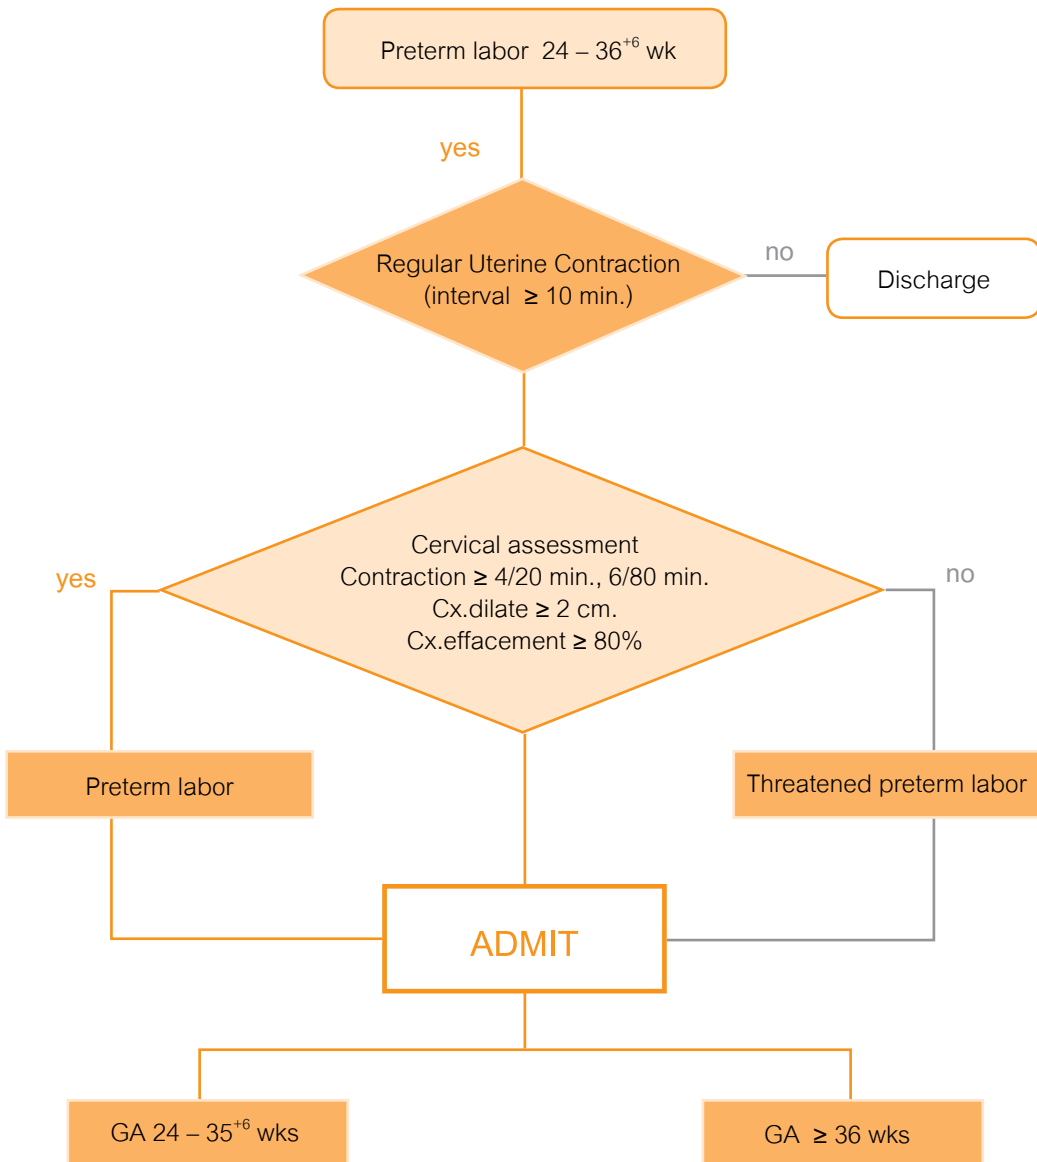 Preterm labor 24 – 36⁺⁶ wk
yes
Regular Uterine Contraction
(interval ≥ 10 min.)
no
Discharge
Cervical assessment
Contraction ≥ 4/20 min., 6/80 min.
Cx.dilate ≥ 2 cm.
Cx.effacement ≥ 80%
yes
no
Preterm labor
Threatened preterm labor
ADMIT
GA 24 – 35⁺⁶ wks
GA ≥ 36 wks